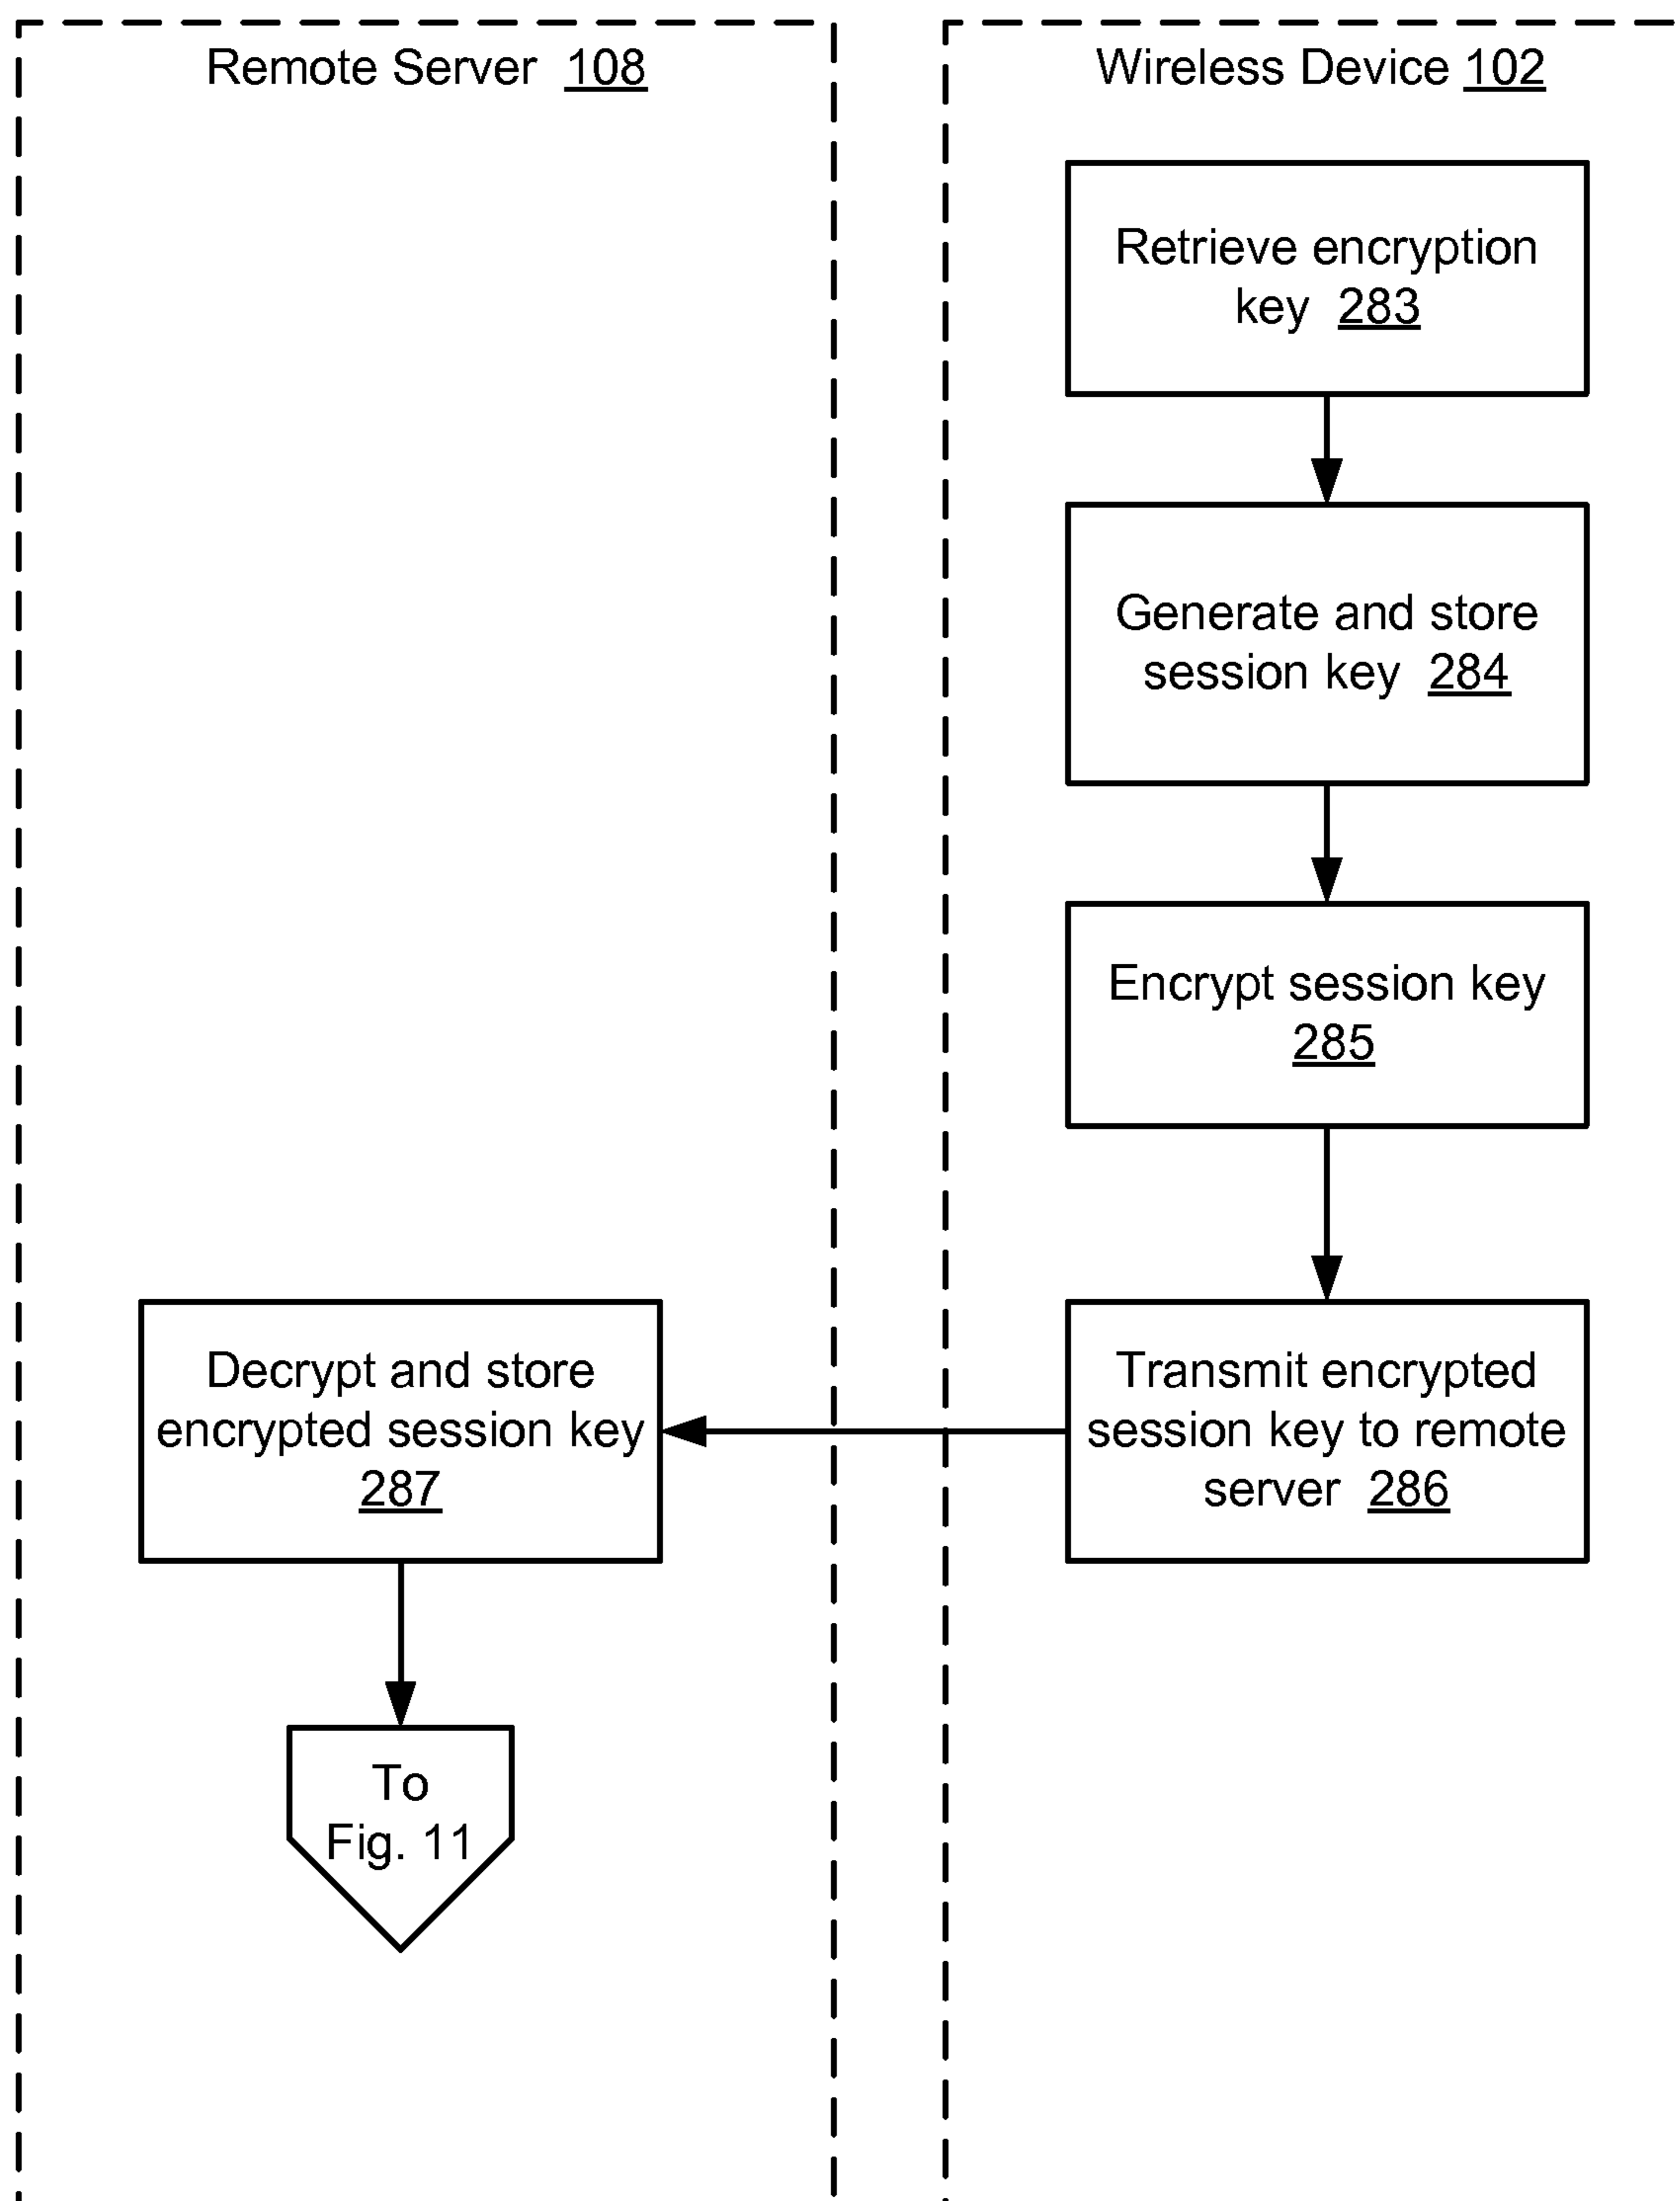 Remote Server 108
Wireless Device 102
Retrieve encryption
key 283
Generate and store
session key 284
Encrypt session key
285
Transmit encrypted
session key to remote
server 286
Decrypt and store
encrypted session key
287
To
Fig. 11